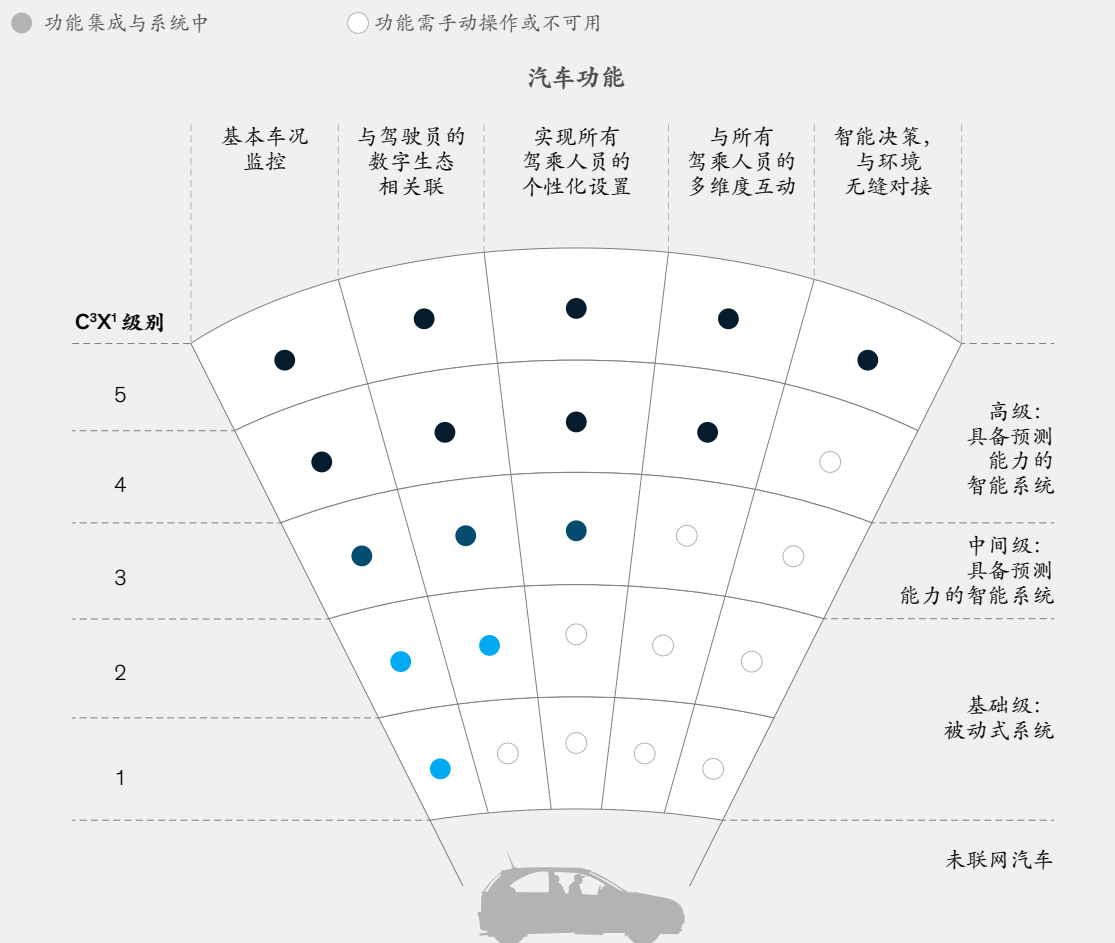 功能集成与系统中
功能需手动操作或不可用
汽车功能
基本车况
监控
与驾驶员的
数字生态
相关联
实现所有
驾乘人员的
个性化设置
与所有
驾乘人员的
多维度互动
智能决策,
与环境
无缝对接
C³X¹ 级别
5
4
3
2
1
高级:
具备预测
能力的
智能系统
中间级:
具备预测
能力的智能系统
基础级:
被动式系统
未联网汽车